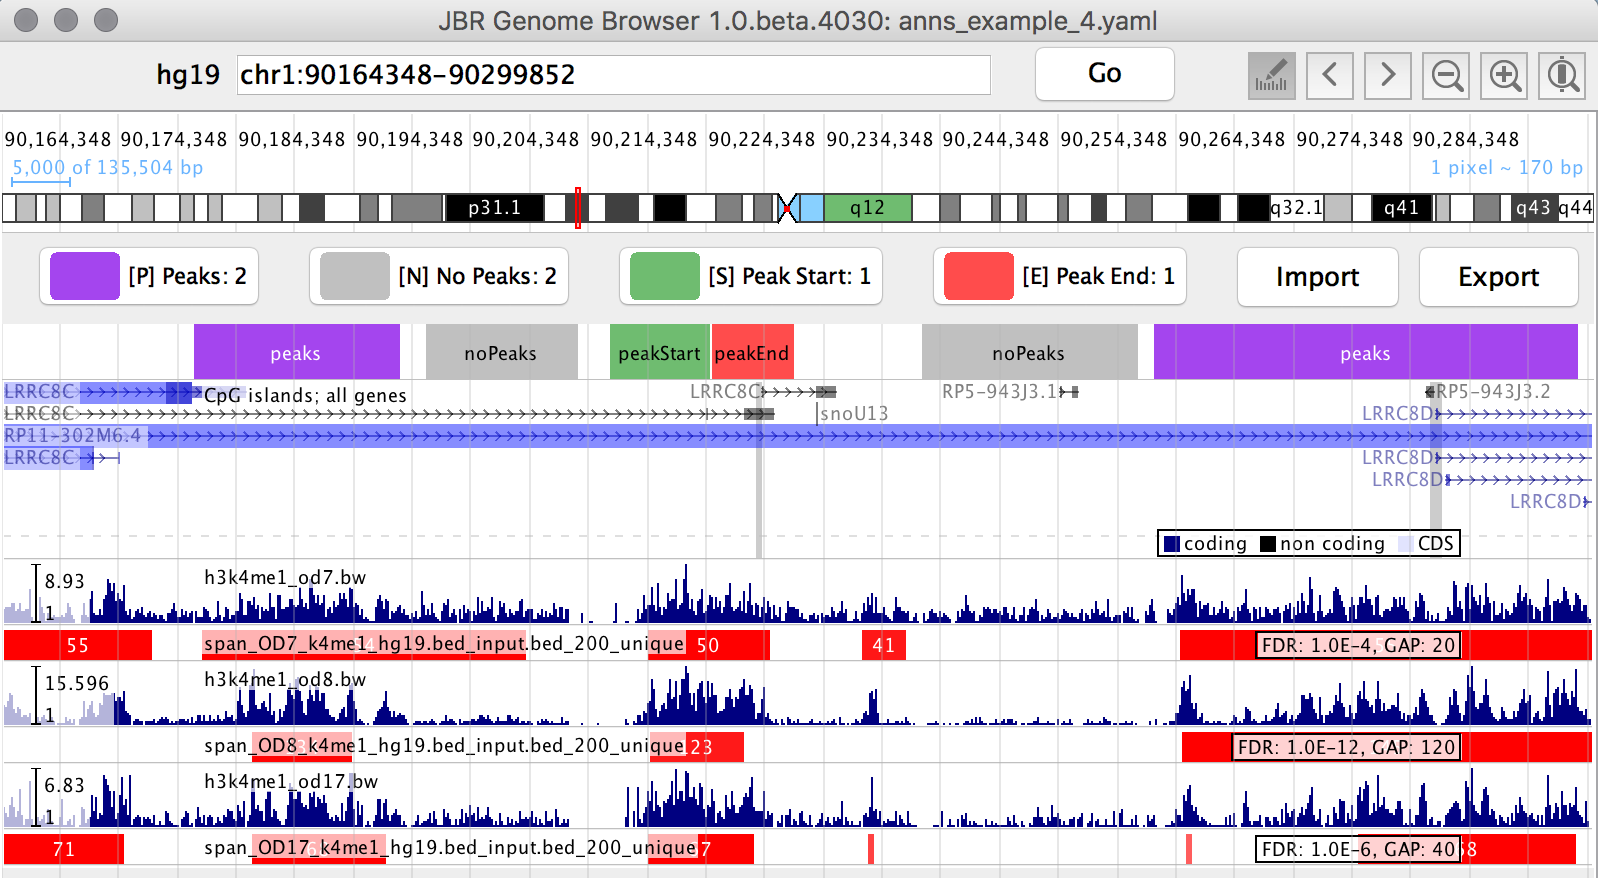 JBR Genome Browser 1.0.beta.4030: anns_example_4.yaml
hg19 chr1:90164348-90299852 Go
90,164,348 90,174,348 90,184,348 90,194,348 90,204,348 90,214,348 90,224,348 90,234,348 90,244,348 90,254,348 90,264,348 90,274,348 90,284,348
5,000 of 135,504 bp 1 pixel ~ 170 bp
p31.1 q12 q32.1 q41 q43 q44
[P] Peaks: 2 [N] No Peaks: 2 [S] Peak Start: 1 [E] Peak End: 1 Import Export
peaks noPeaks peakStart peakEnd noPeaks peaks
LRRC8C CpG islands; all genes LRRC8C RP5-943J3.1 RP5-943J3.2
LRRC8C snoU13 LRRC8D
RP11-302M6.4
LRRC8C LRRC8D
LRRC8D
LRRC8D
coding non coding CDS
8.93 h3k4me1_od7.bw
1
55 span_OD7_k4me1_hg19.bed_input.bed_200_unique 50 41 FDR: 1.0E-4, GAP: 20
15.596 h3k4me1_od8.bw
1
span_OD8_k4me1_hg19.bed_input.bed_200_unique 23 FDR: 1.0E-12, GAP: 120
6.83 h3k4me1_od17.bw
1
71 span_OD17_k4me1_hg19.bed_input.bed_200_unique FDR: 1.0E-6, GAP: 40